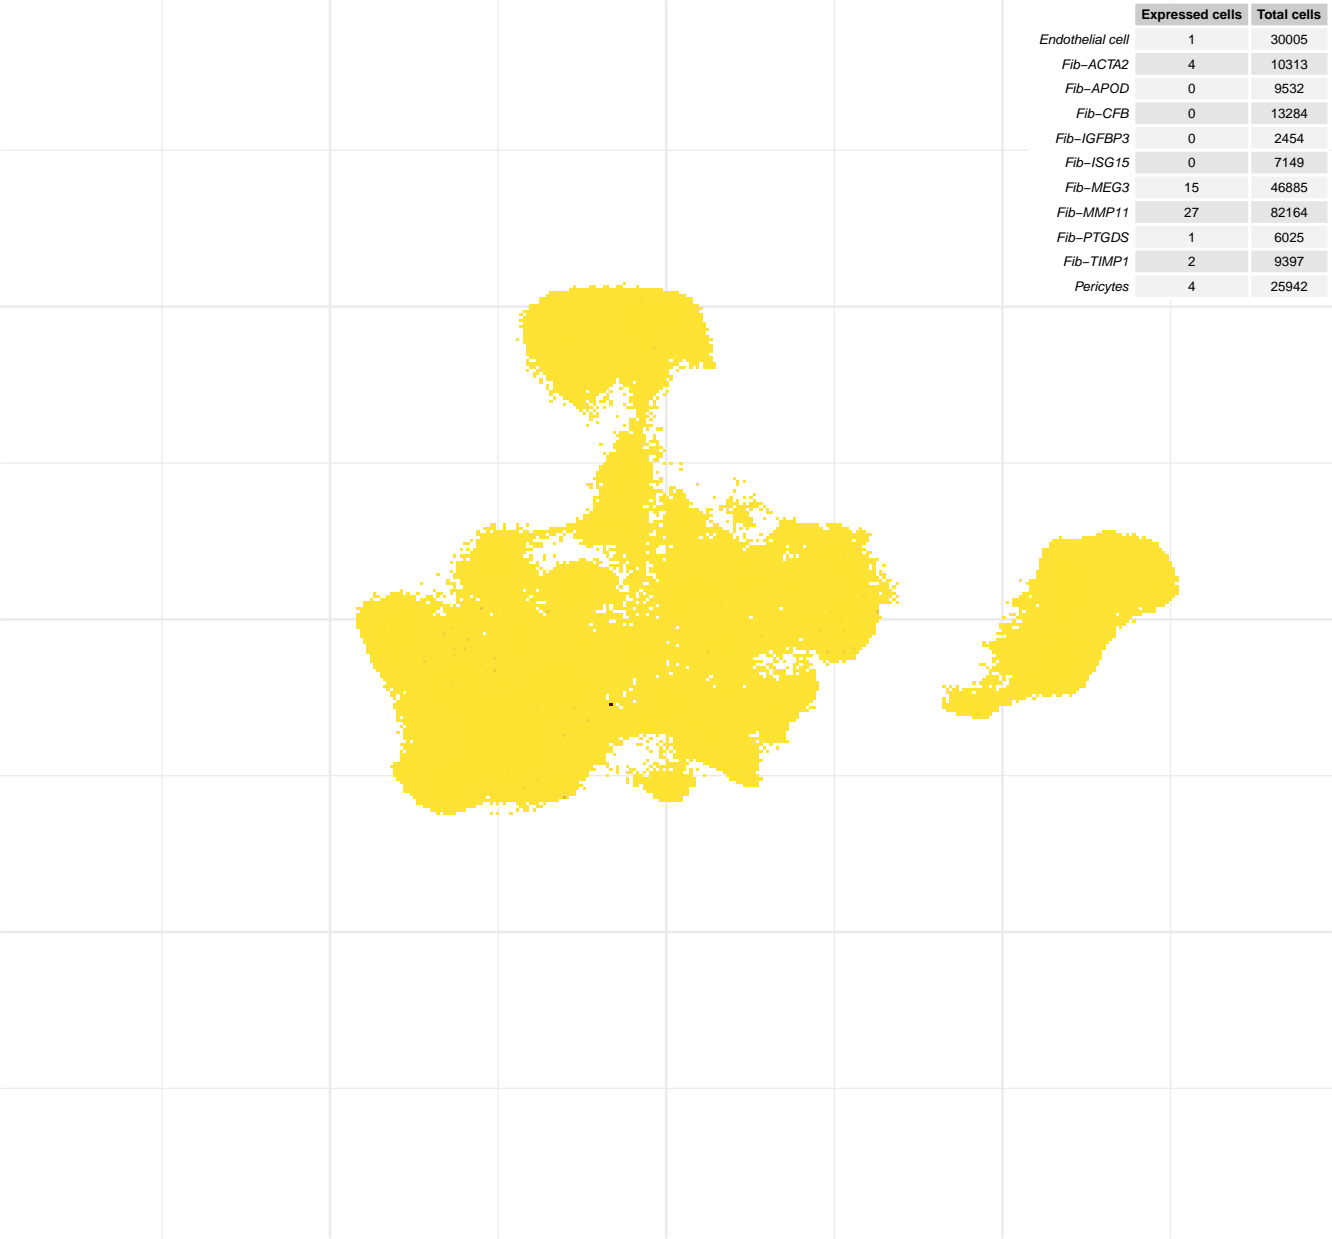 Expressed cells Total cells
Endothelial cell 1 30005
Fib−ACTA2 4 10313
Fib−APOD 0 9532
Fib−CFB 0 13284
Fib−IGFBP3 0 2454
Fib−ISG15 0 7149
Fib−MEG3 15 46885
Fib−MMP11 27 82164
Fib−PTGDS 1 6025
Fib−TIMP1 2 9397
Pericytes 4 25942